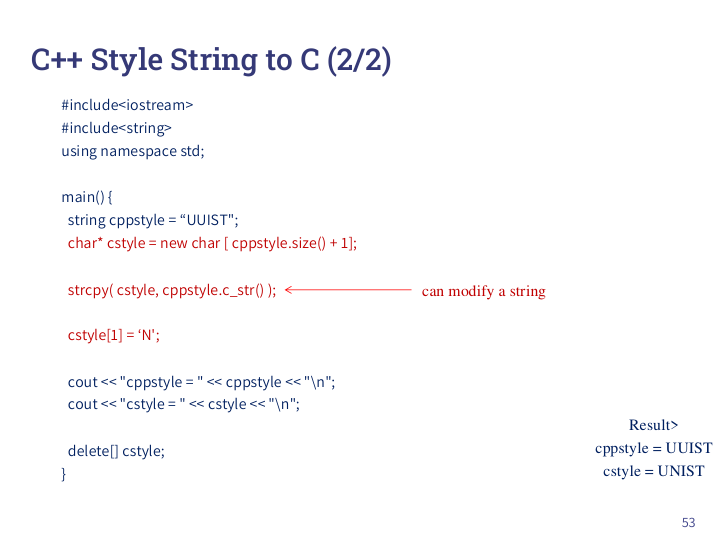 C++ Style String to C (2/2)
#include<iostream>
#include<string>
using namespace std;
main() {
string cppstyle = “UUIST";
char* cstyle = new char [ cppstyle.size() + 1];
strcpy( cstyle, cppstyle.c_str() );
can modify a string
cstyle[1] = ‘N’;
cout << "cppstyle = " << cppstyle << "\n";
cout << "cstyle = " << cstyle << "\n";
delete[] cstyle;
}
Result>
cppstyle = UUIST
cstyle = UNIST
53